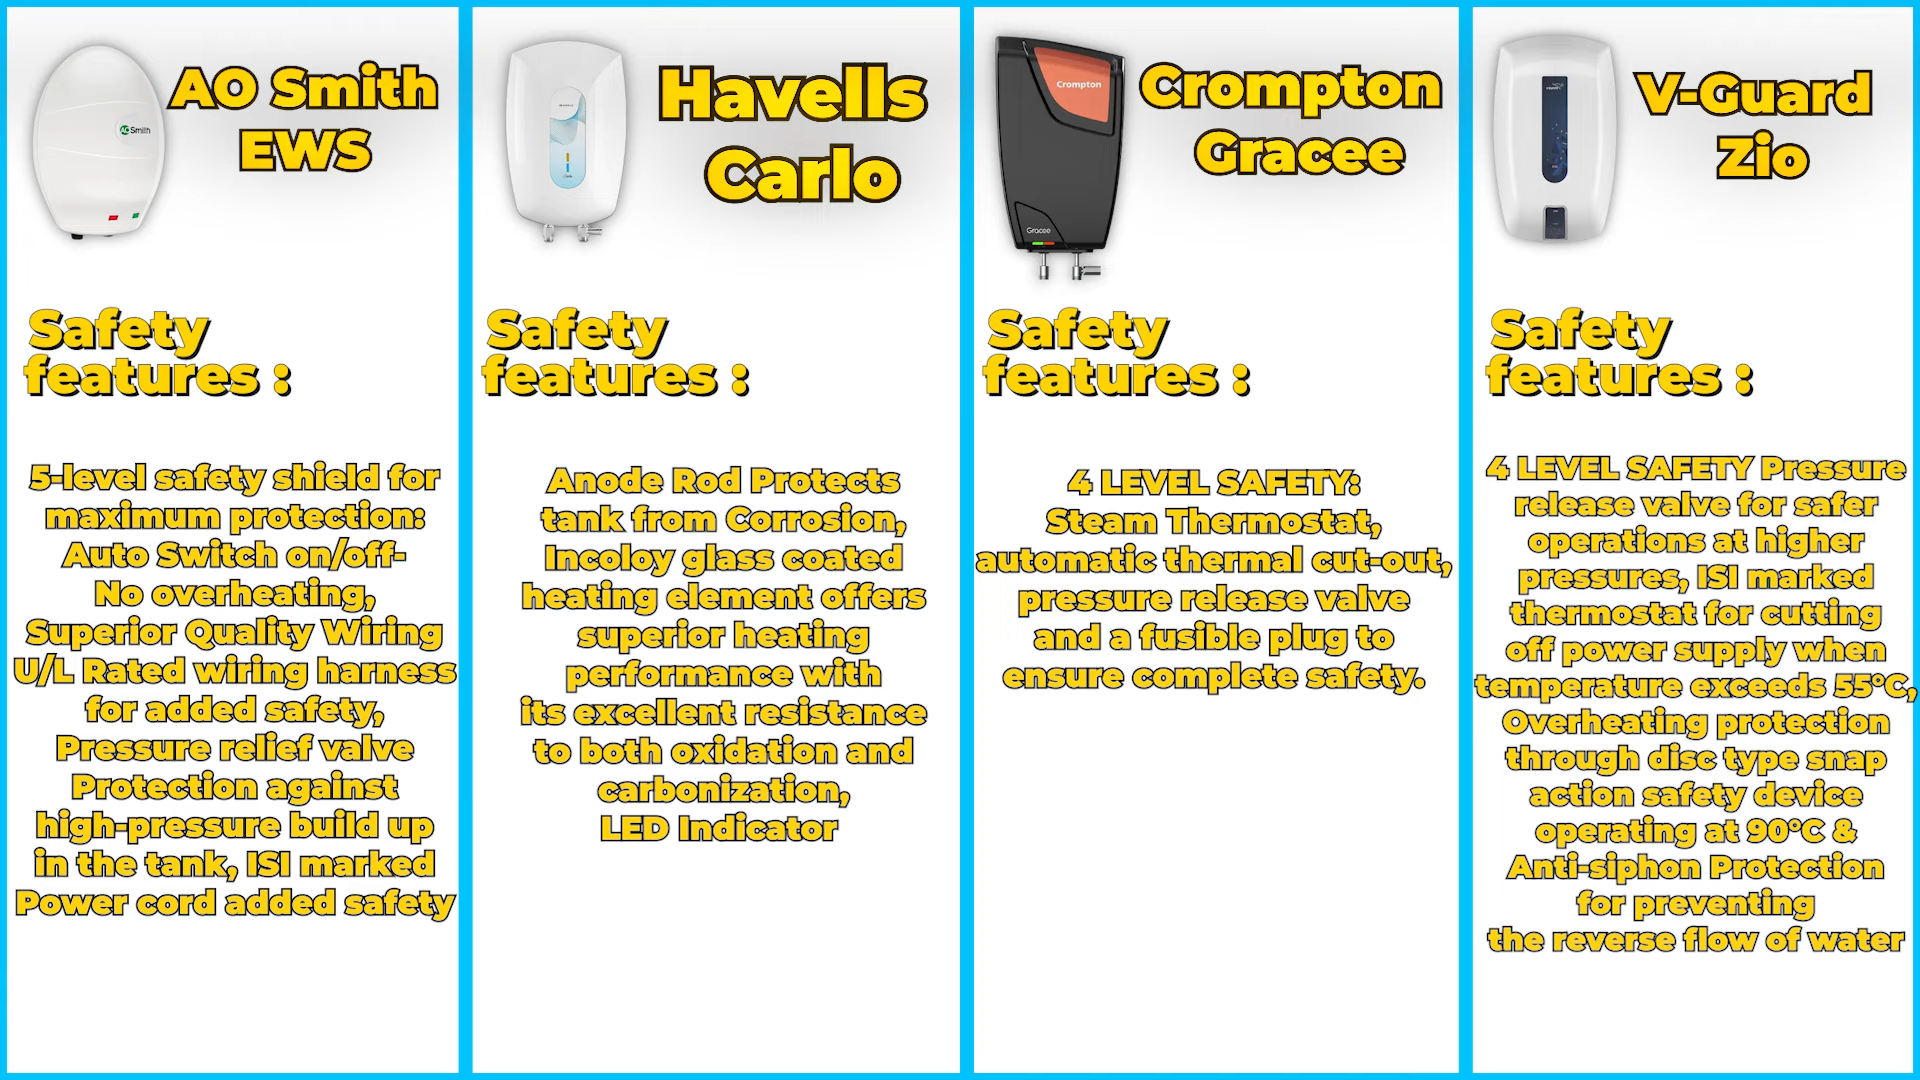 AO Smith
EWS
AO Smith
Safety
features :
5-level safety shield for
maximum protection:
Auto Switch on/off-
No overheating,
Superior Quality Wiring
U/L Rated wiring harness
for added safety,
Pressure relief valve
Protection against
high-pressure build up
in the tank, ISI marked
Power cord added safety
Havells
Carlo
Safety
features :
Anode Rod Protects
tank from Corrosion,
Incoloy glass coated
heating element offers
superior heating
performance with
its excellent resistance
to both oxidation and
carbonization,
LED Indicator
Crompton
Gracee
Crompton
Gracee
Safety
features :
4 LEVEL SAFETY:
Steam Thermostat,
automatic thermal cut-out,
pressure release valve
and a fusible plug to
ensure complete safety.
V-Guard
Zio
Safety
features :
4 LEVEL SAFETY Pressure
release valve for safer
operations at higher
pressures, ISI marked
thermostat for cutting
off power supply when
temperature exceeds 55°C,
Overheating protection
through disc type snap
action safety device
operating at 90°C &
Anti-siphon Protection
for preventing
the reverse flow of water